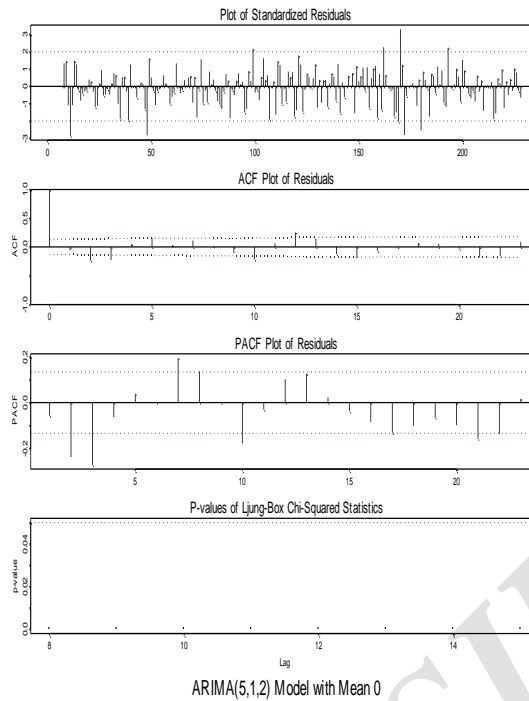 Plot of Standardized Residuals
3
2
1
0
-1
-3
0 50 100 150 200
ACF Plot of Residuals
1.0
0.5
0.0
-1.0
ACF
0 5 10 15 20
PACF Plot of Residuals
0.2
0.0
-0.2
PACF
5 10 15 20
P-values of Ljung-Box Chi-Squared Statistics
0.04
0.02
0.0
p-value
8 10 12 14
Lag
ARIMA(5,1,2) Model with Mean 0